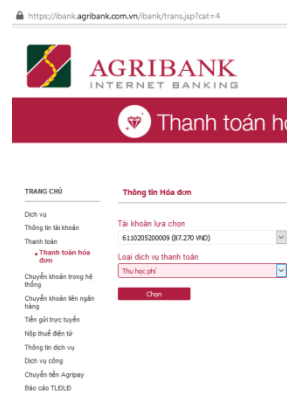 https://ibank.agribank.com.vn/ibank/trans.jsp?cat=4
AGRIBANK
INTERNET BANKING
Thanh toán h
TRANG CHỦ
Dịch vụ
Thông tin tài khoản
Thanh toán
Thanh toán hóa
đơn
Chuyển khoản trong hệ
thống
Chuyển khoản liên ngân
hàng
Tiền gửi trực tuyến
Nộp thuế điện tử
Thông tin dịch vụ
Dịch vụ công
Chuyển tiền Agripay
Báo cáo TLĐLĐ
Thông tin Hóa đơn
Tài khoản lựa chọn
6110205200009 (87.270 VND)
Loại dịch vụ thanh toán
Thu học phí
Chọn